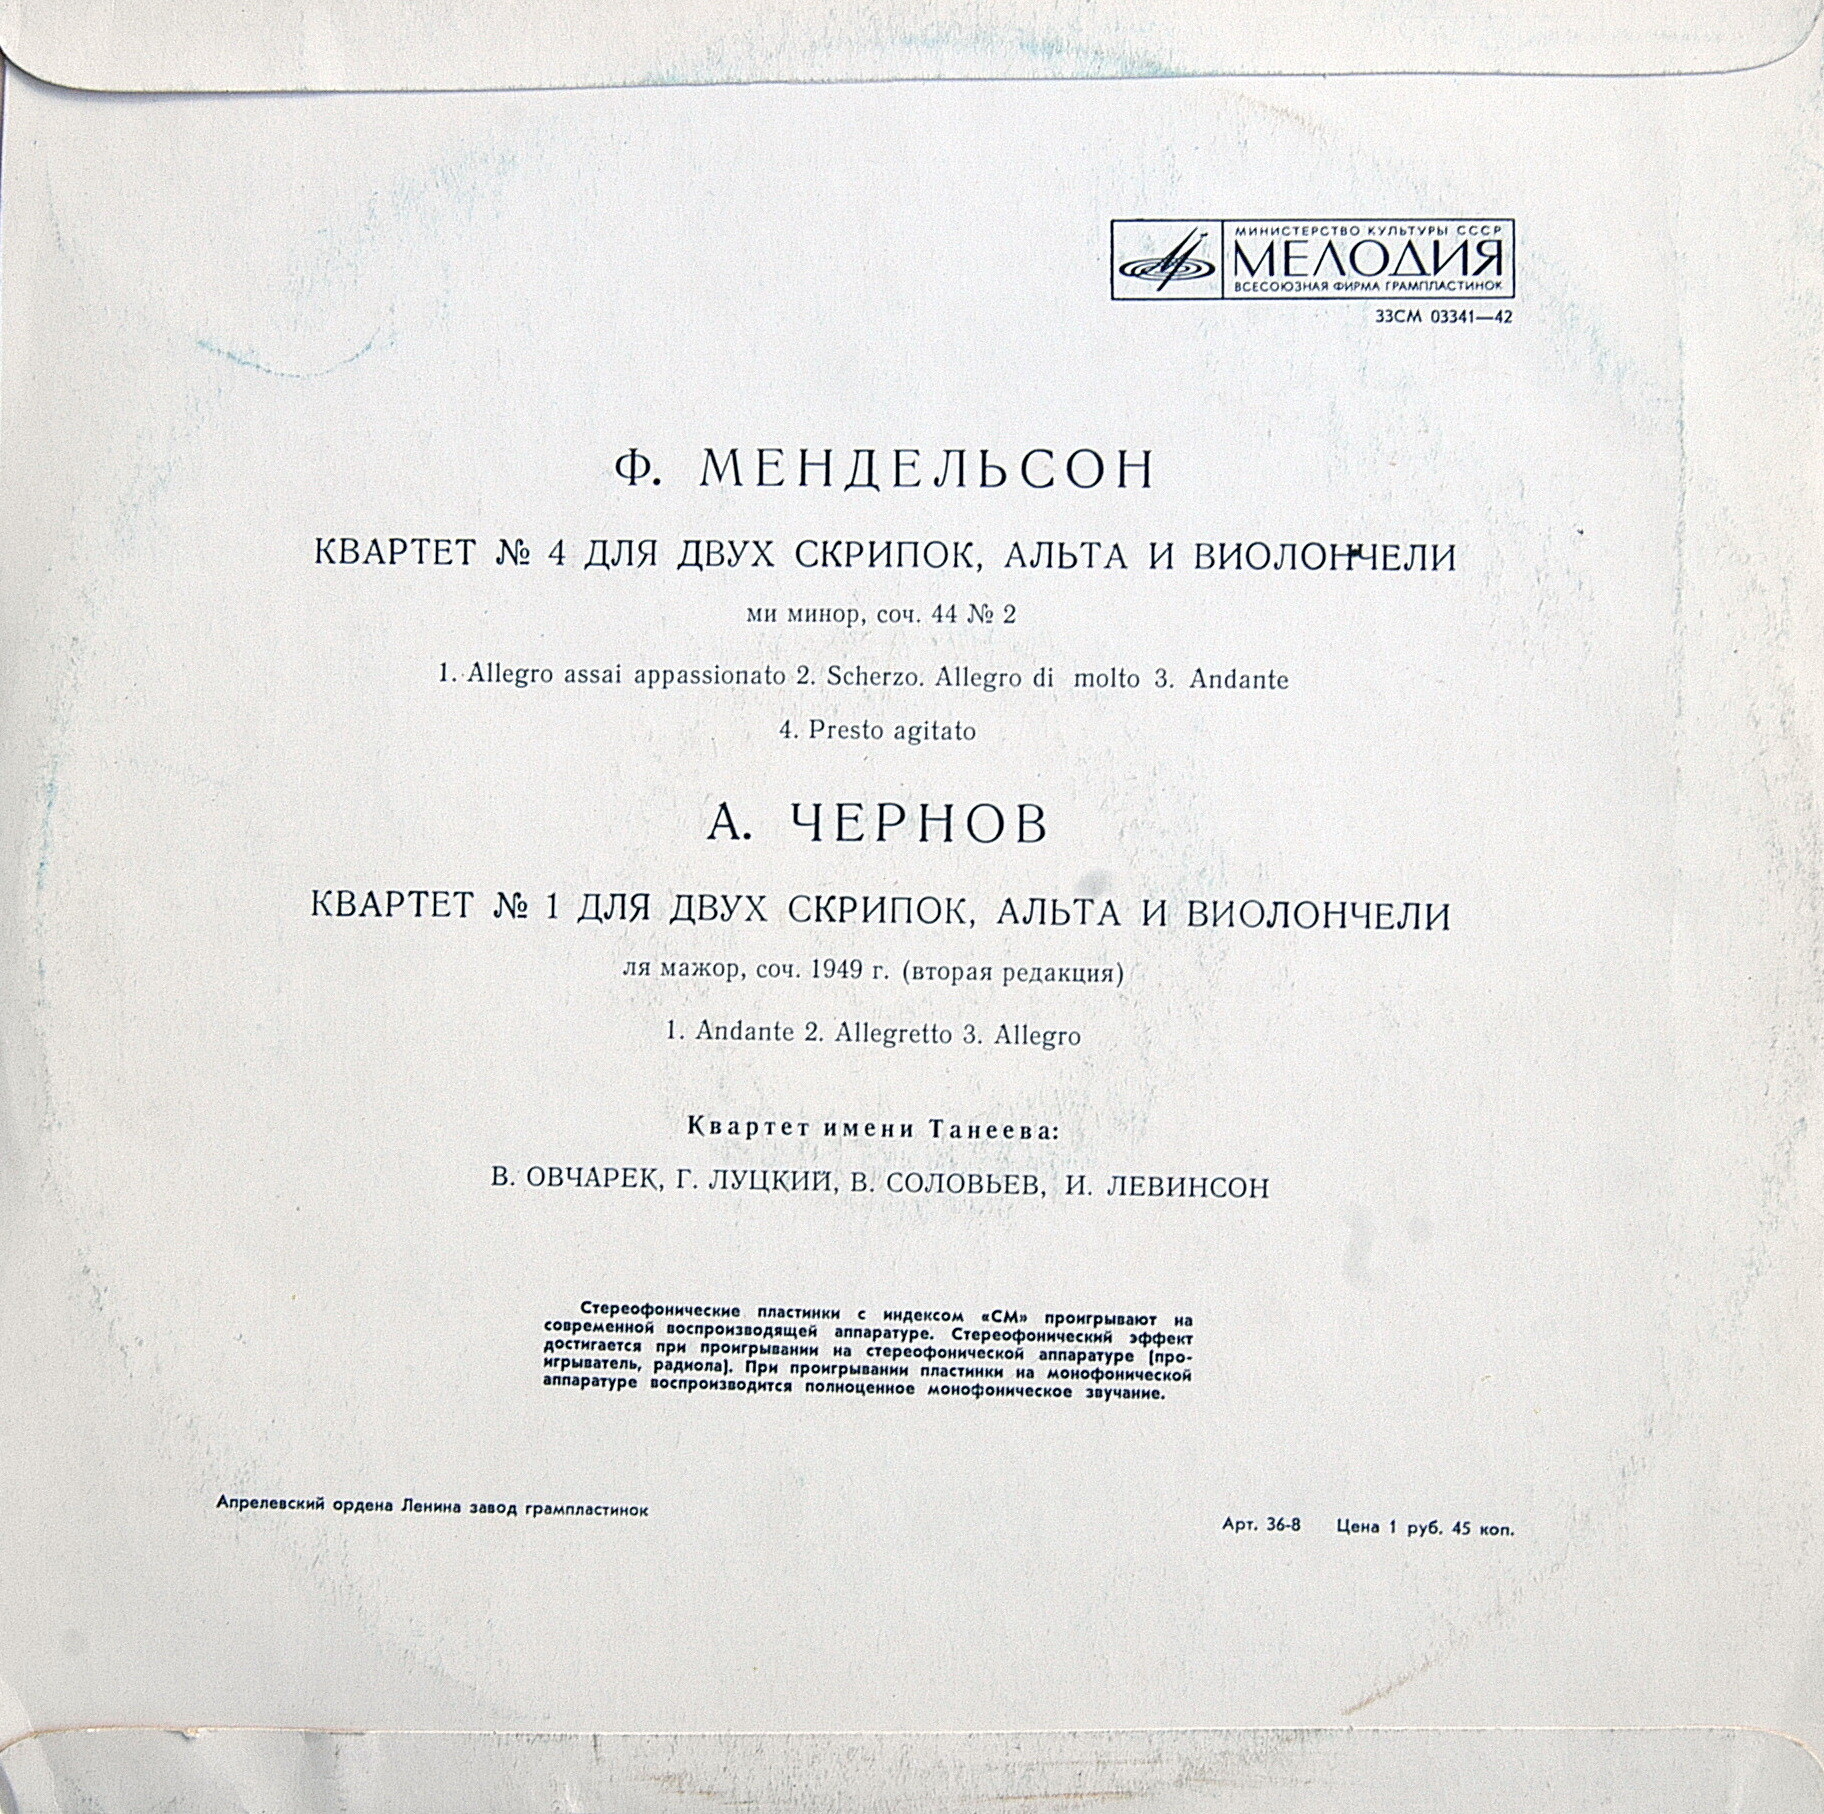 МИНИСТЕРСТВО КУЛЬТУРЫ СССР
МЕЛОДИЯ
ВСЕСОЮЗНАЯ ФИРМА ГРАМПЛАСТИНОК
33СМ 03341—42
Ф. МЕНДЕЛЬСОН
КВАРТЕТ № 4 ДЛЯ ДВУХ СКРИПОК, АЛЬТА И ВИОЛОНЧЕЛИ
ми минор, соч. 44 № 2
1. Allegro assai appassionato 2. Scherzo. Allegro di molto 3. Andante
4. Presto agitato
А. ЧЕРНОВ
КВАРТЕТ № 1 ДЛЯ ДВУХ СКРИПОК, АЛЬТА И ВИОЛОНЧЕЛИ
ля мажор, соч. 1949 г. (вторая редакция)
1. Andante 2. Allegretto 3. Allegro
Квартет имени Танеева:
В. ОВЧАРЕК, Г. ЛУЦКИЙ, В. СОЛОВЬЕВ, И. ЛЕВИНСОН
Стереофонические пластинки с индексом «СМ» проигрывают на
современной воспроизводящей аппаратуре. Стереофонический эффект
достигается при проигрывании на стереофонической аппаратуре (про-
игрыватель, радиола). При проигрывании пластинки на монофонической
аппаратуре воспроизводится полноценное монофоническое звучание.
Апрелевский ордена Ленина завод грампластинок
Арт. 36-8 Цена 1 руб. 45 коп.